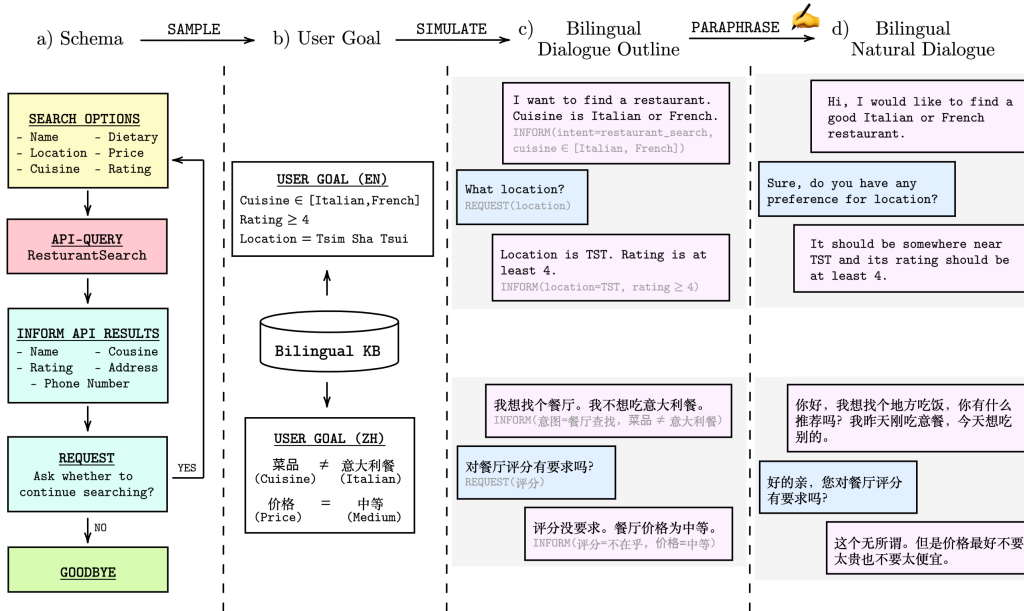 a) Schema
SAMPLE
b) User Goal
SIMULATE
c) Bilingual
Dialogue Outline
PARAPHRASE
d) Bilingual
Natural Dialogue
SEARCH OPTIONS
- Name - Dietary
- Location - Price
- Cuisine - Rating
API-QUERY
ResturantSearch
INFORM API RESULTS
- Name - Cousine
- Rating - Address
- Phone Number
REQUEST
Ask whether to
continue searching?
YES
NO
GOODBYE
USER GOAL (EN)
Cuisine ∈ [Italian,French]
Rating ≥ 4
Location = Tsim Sha Tsui
Bilingual KB
USER GOAL (ZH)
菜品 ≠ 意大利餐
(Cuisine) (Italian)
价格 = 中等
(Price) (Medium)
I want to find a restaurant.
Cuisine is Italian or French.
INFORM(intent=restaurant_search,
cuisine ∈ [Italian, French])
What location?
REQUEST(location)
Location is TST. Rating is at
least 4.
INFORM(location=TST, rating ≥ 4)
我想找个餐厅。我不想吃意大利餐。
INFORM(意图=餐厅查找, 菜品 ≠ 意大利餐)
对餐厅评分有要求吗?
REQUEST(评分)
评分没要求。餐厅价格为中等。
INFORM(评分=不在乎, 价格=中等)
Hi, I would like to find a
good Italian or French
restaurant.
Sure, do you have any
preference for location?
It should be somewhere near
TST and its rating should be
at least 4.
你好，我想找个地方吃饭，你有什么
推荐吗？我昨天刚吃意餐，今天想吃
别的。
好的亲，您对餐厅评分
有要求吗?
这个无所谓。但是价格最好不要
太贵也不要太便宜。